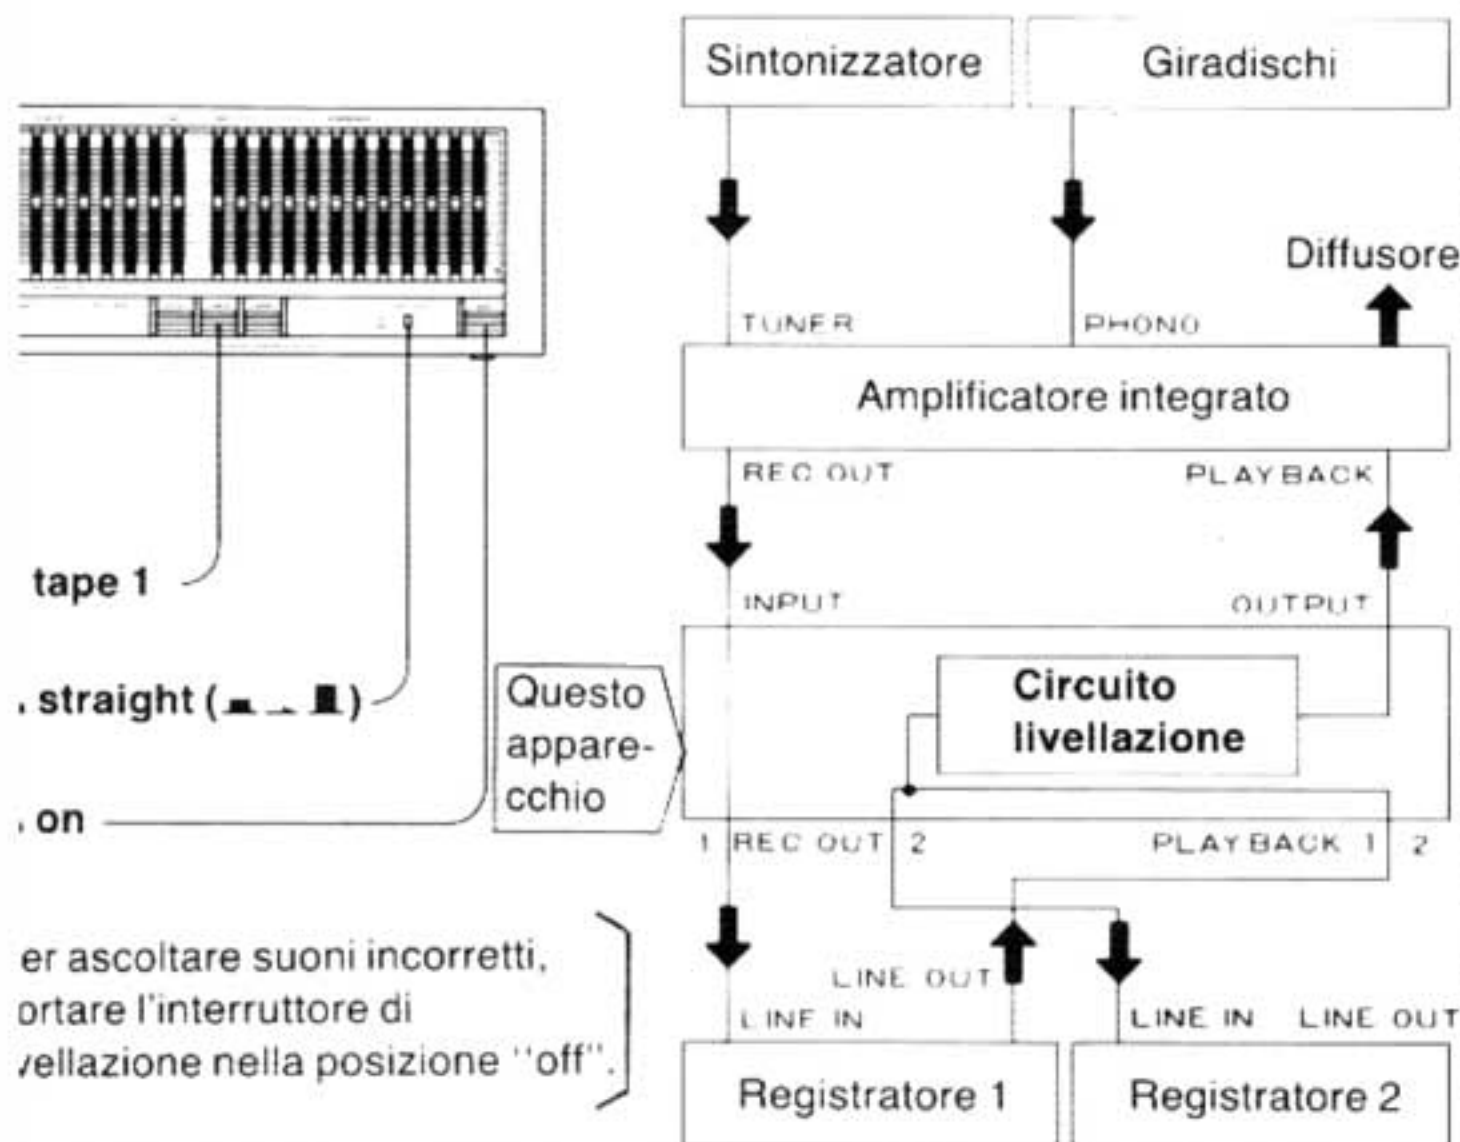 Sintonizzatore
Giradischi
Diffusore
TUNER
PHONO
Amplificatore integrato
REC OUT
PLAYBACK
tape 1
INPUT
OUTPUT
. straight ( )
Questo
appare-
cchio
Circuito
livellazione
. on
1 REC OUT 2
PLAYBACK 1 2
er ascoltare suoni incorretti,
ortare l'interruttore di
vellazione nella posizione "off".
LINE OUT
LINE IN
LINE IN LINE OUT
Registratore 1
Registratore 2